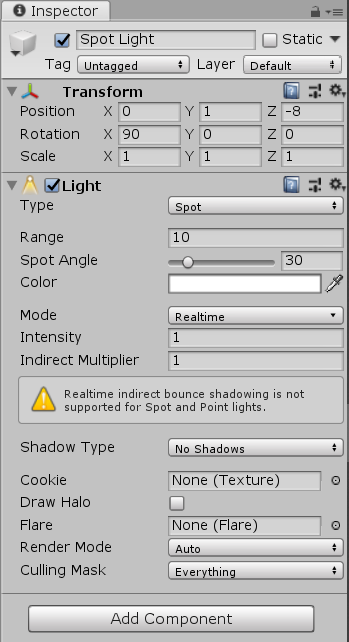 Inspector
Spot Light Static
Tag Untagged Layer Default
Transform
Position X 0 Y 1 Z -8
Rotation X 90 Y 0 Z 0
Scale X 1 Y 1 Z 1
Light
Type Spot
Range 10
Spot Angle 30
Color
Mode Realtime
Intensity 1
Indirect Multiplier 1
Realtime indirect bounce shadowing is not
supported for Spot and Point lights.
Shadow Type No Shadows
Cookie None (Texture)
Draw Halo
Flare None (Flare)
Render Mode Auto
Culling Mask Everything
Add Component